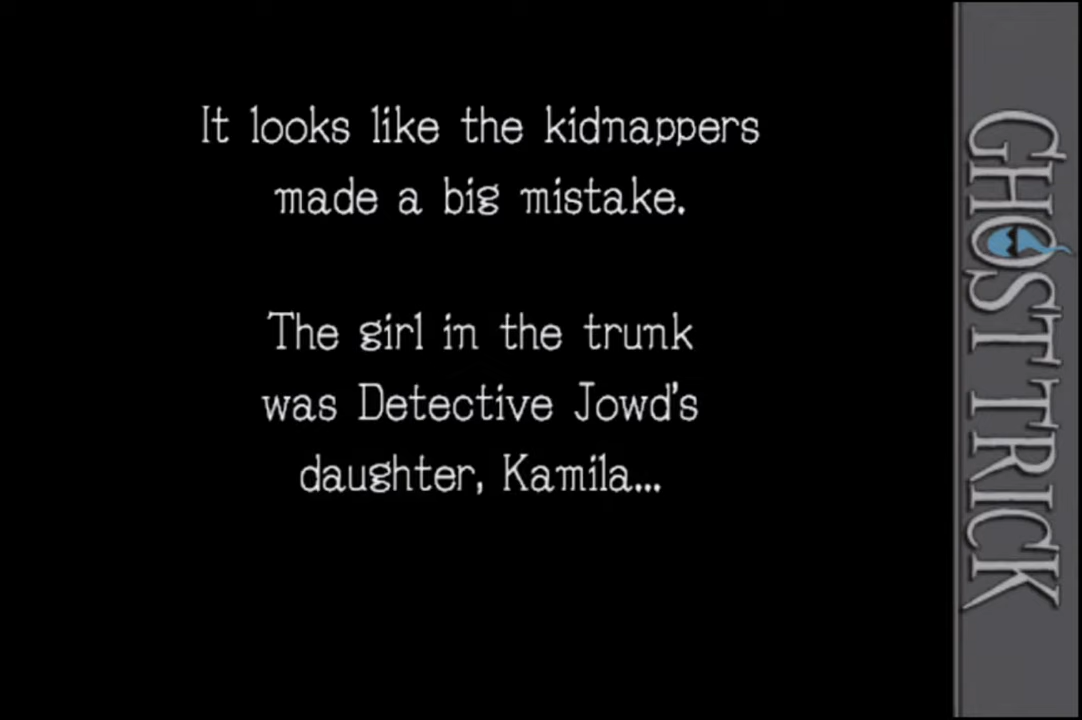 It looks like the kidnappers
made a big mistake.
The girl in the trunk
was Detective Jowd's
daughter, Kamila...
GHOST TRICK